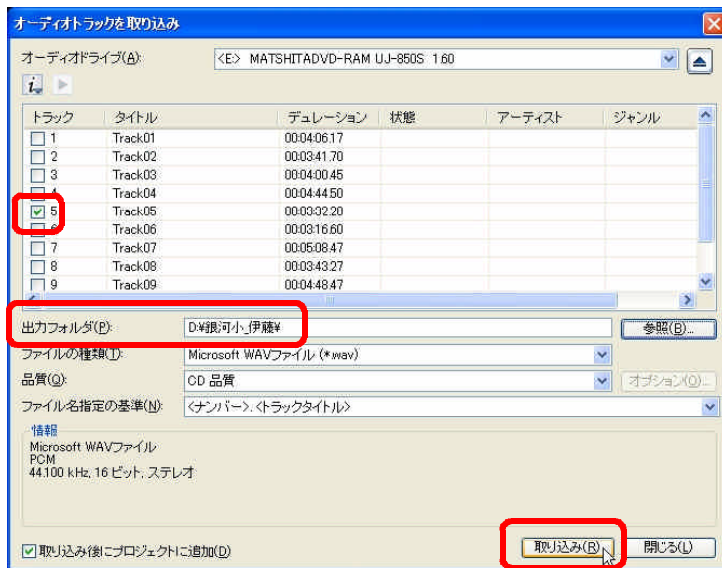 オーディオトラックを取り込み
オーディオドライブ(A): <E> MATSHITADVD-RAM UJ-850S 1.60
トラック タイトル デュレーション 状態 アーティスト ジャンル
1 Track01 00:04:06.17
2 Track02 00:03:41.70
3 Track03 00:04:00.45
4 Track04 00:04:44.50
5 Track05 00:03:32.20
6 Track06 00:03:16.60
7 Track07 00:05:08.47
8 Track08 00:03:43.27
9 Track09 00:04:48.47
出力フォルダ(P): D:¥銀河小_伊藤¥ 参照(B)...
ファイルの種類(T): Microsoft WAVファイル (*.wav)
品質(Q): CD 品質 オプション(O)...
ファイル名指定の基準(N): <ナンバー>. <トラックタイトル>
情報
Microsoft WAVファイル
PCM
44.100 kHz, 16 ビット, ステレオ
取り込み後にプロジェクトに追加(D) 取り込み(R) 閉じる(L)